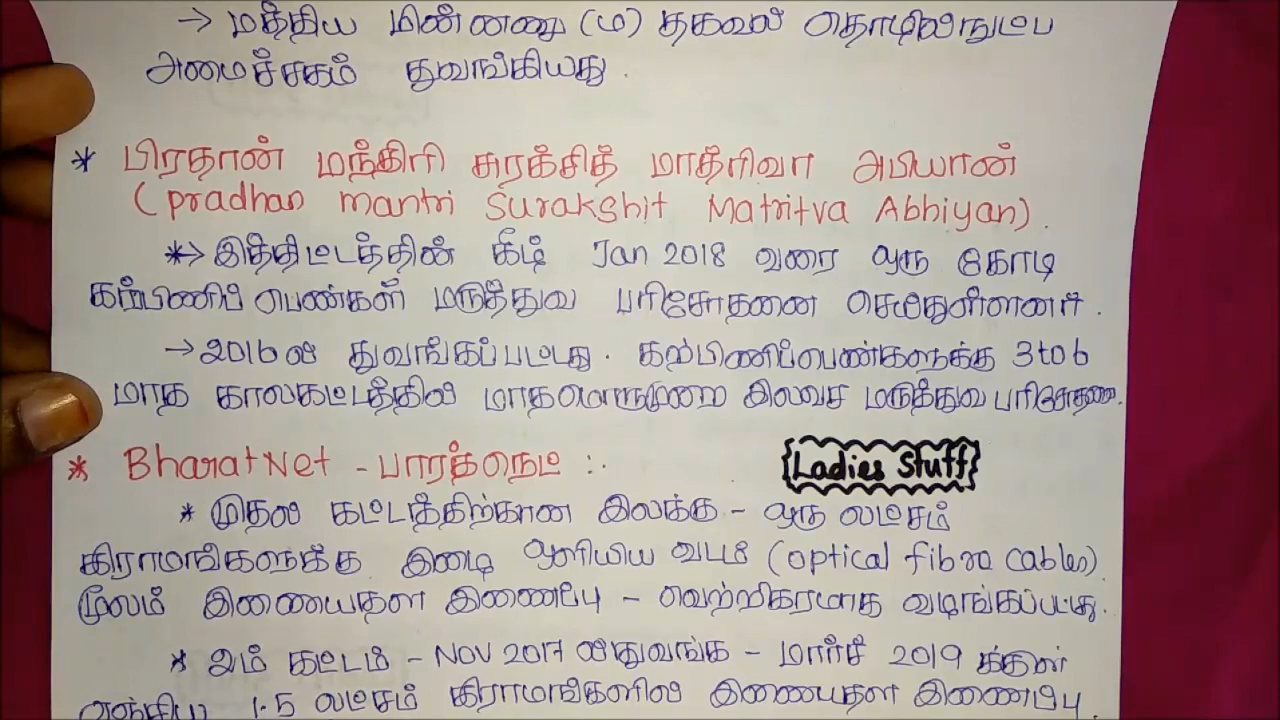 → மத்திய மின்னணு (ம) தகவல் தொழில்நுட்ப
அமைச்சகம் துவங்கியது.
* பிரதான் மந்திரி சுரக்சித் மாத்ரிவா அபியான்
(pradhan mantri Surakshit Matritva Abhiyan).
*→ இத்திட்டத்தின் கீழ் Jan 2018 வரை ஒரு கோடி
கர்ப்பிணிப் பெண்கள் மருத்துவ பரிசோதனை செய்துள்ளனர்.
→ 2016 ல் துவங்கப்பட்டது. கர்ப்பிணிப்பெண்களுக்கு 3 to 6
மாத காலகட்டத்தில் மாதமொருமுறை இலவச மருத்துவ பரிசோதனை.
* BharatNet - பாரத்நெட் :.
Ladies Stuff
* முதல் கட்டத்திற்கான இலக்கு - ஒரு லட்சம்
கிராமங்களுக்கு இடி ஒளியிய வடம் (optical fibre cables)
மூலம் இணையதள இணைப்பு - வெற்றிகரமாக வழங்கப்பட்டது.
* 2ம் கட்டம் - Nov 2017 ல் துவங்கு - மார்ச் 2019 க்குள்
1.5 லட்சம் கிராமங்களில் இணையதள இணைப்பு